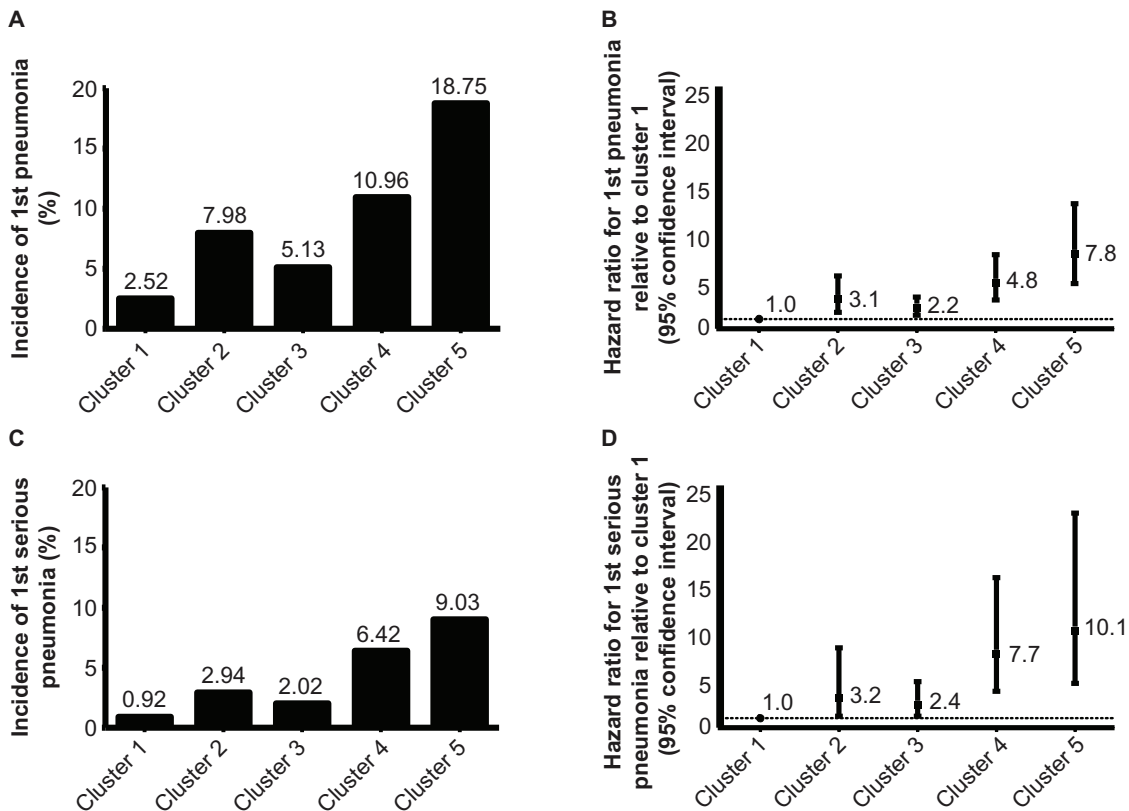 A
Incidence of 1st pneumonia
(%)
20
15
10
5
0
2.52
7.98
5.13
10.96
18.75
Cluster 1
Cluster 2
Cluster 3
Cluster 4
Cluster 5
B
Hazard ratio for 1st pneumonia
relative to cluster 1
(95% confidence interval)
25
20
15
10
5
0
1.0
3.1
2.2
4.8
7.8
Cluster 1
Cluster 2
Cluster 3
Cluster 4
Cluster 5
C
Incidence of 1st serious
pneumonia (%)
20
15
10
5
0
0.92
2.94
2.02
6.42
9.03
Cluster 1
Cluster 2
Cluster 3
Cluster 4
Cluster 5
D
Hazard ratio for 1st serious
pneumonia relative to cluster 1
(95% confidence interval)
25
20
15
10
5
0
1.0
3.2
2.4
7.7
10.1
Cluster 1
Cluster 2
Cluster 3
Cluster 4
Cluster 5